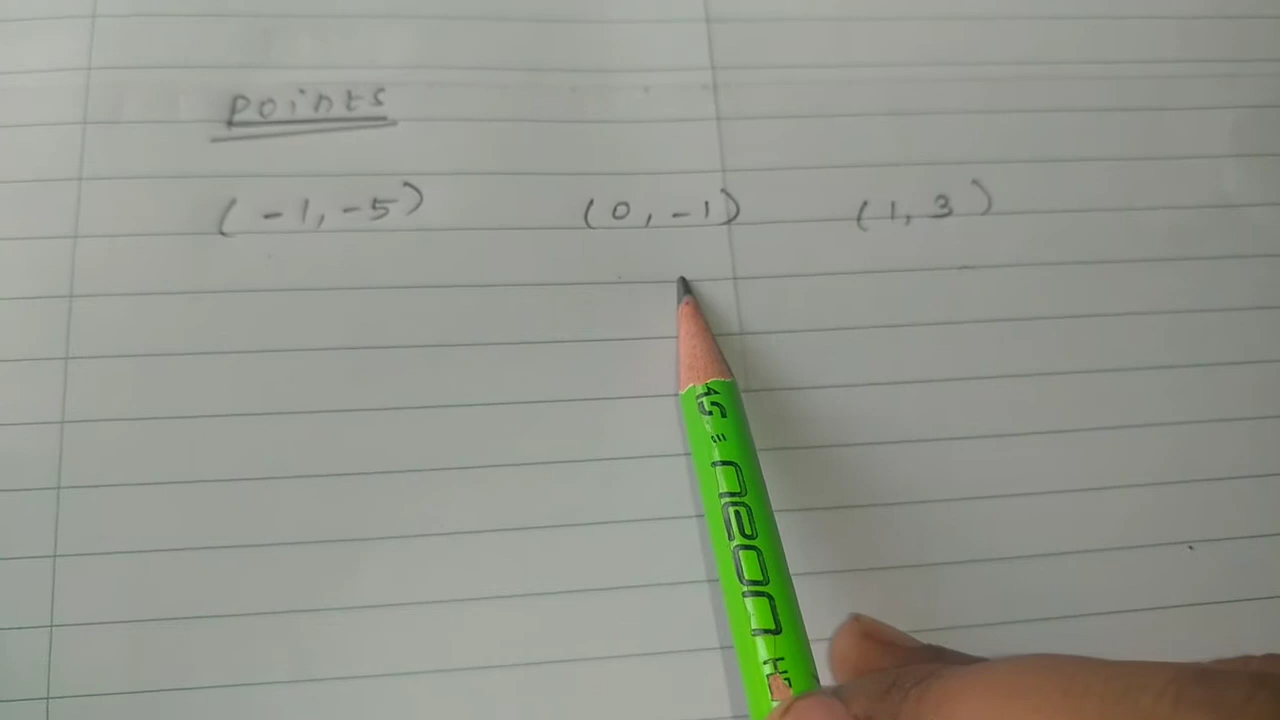 points
(-1,-5) (0,-1) (1,3)
neon